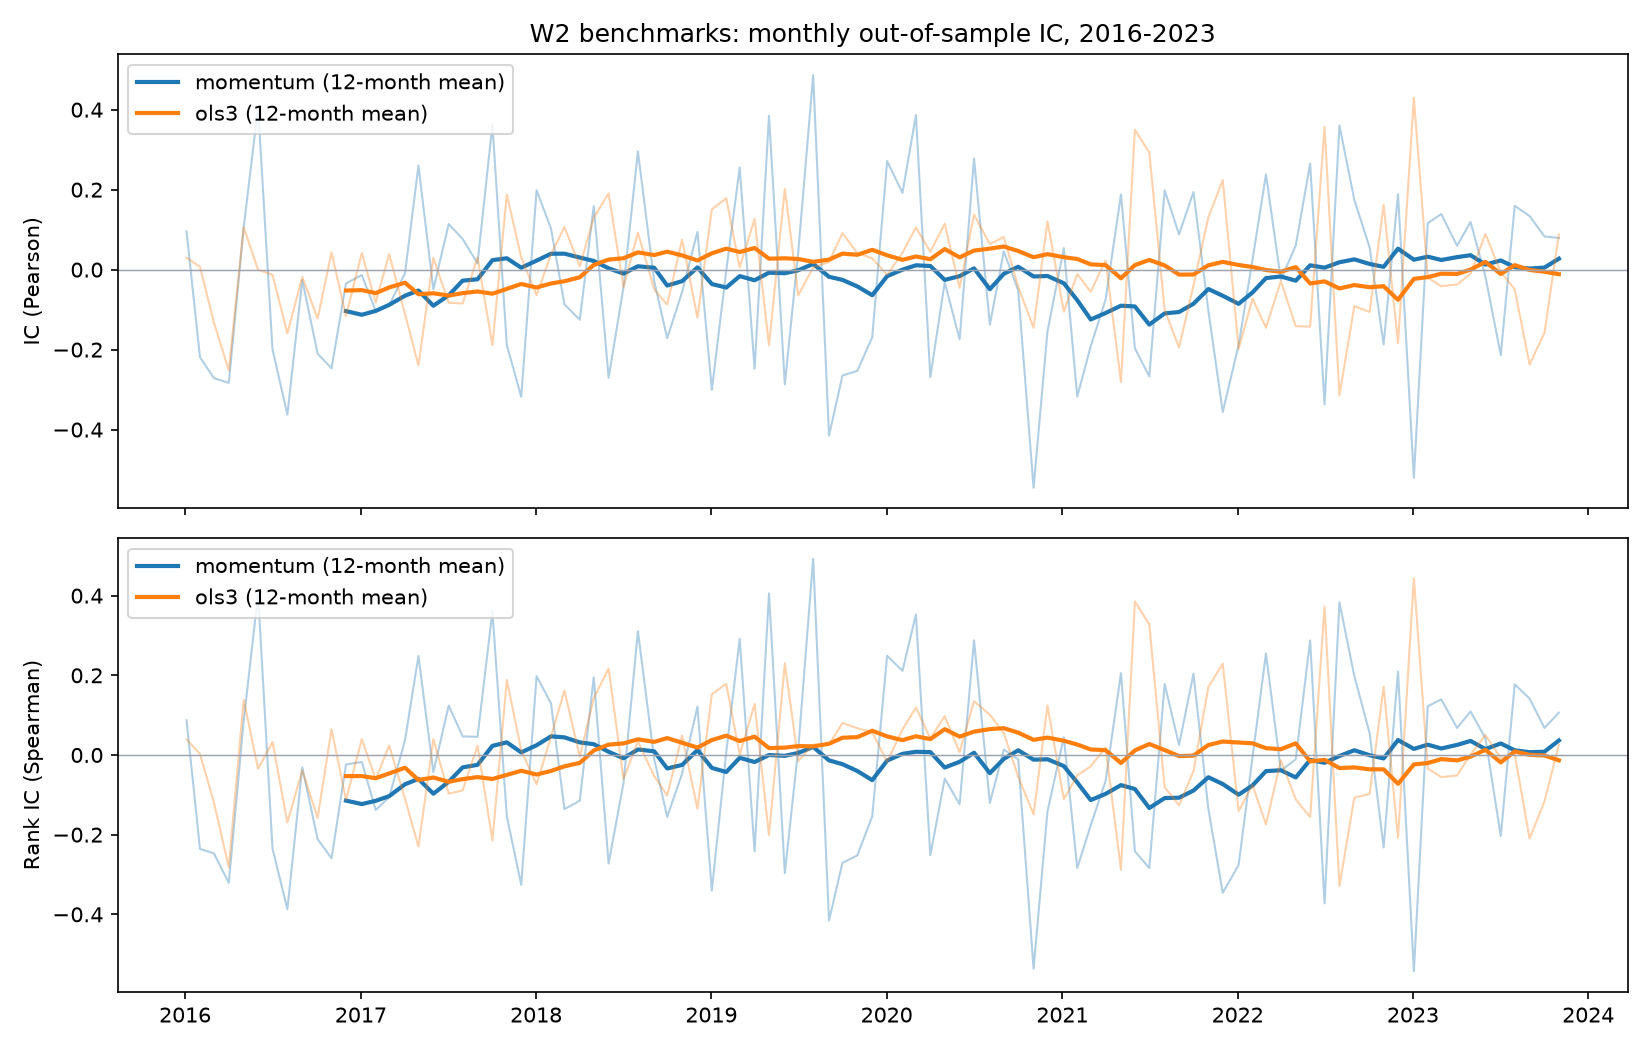 W2 benchmarks: monthly out-of-sample IC, 2016-2023
momentum (12-month mean)
ols3 (12-month mean)
IC (Pearson)
0.4
0.2
0.0
−0.2
−0.4
momentum (12-month mean)
ols3 (12-month mean)
Rank IC (Spearman)
0.4
0.2
0.0
−0.2
−0.4
2016 2017 2018 2019 2020 2021 2022 2023 2024